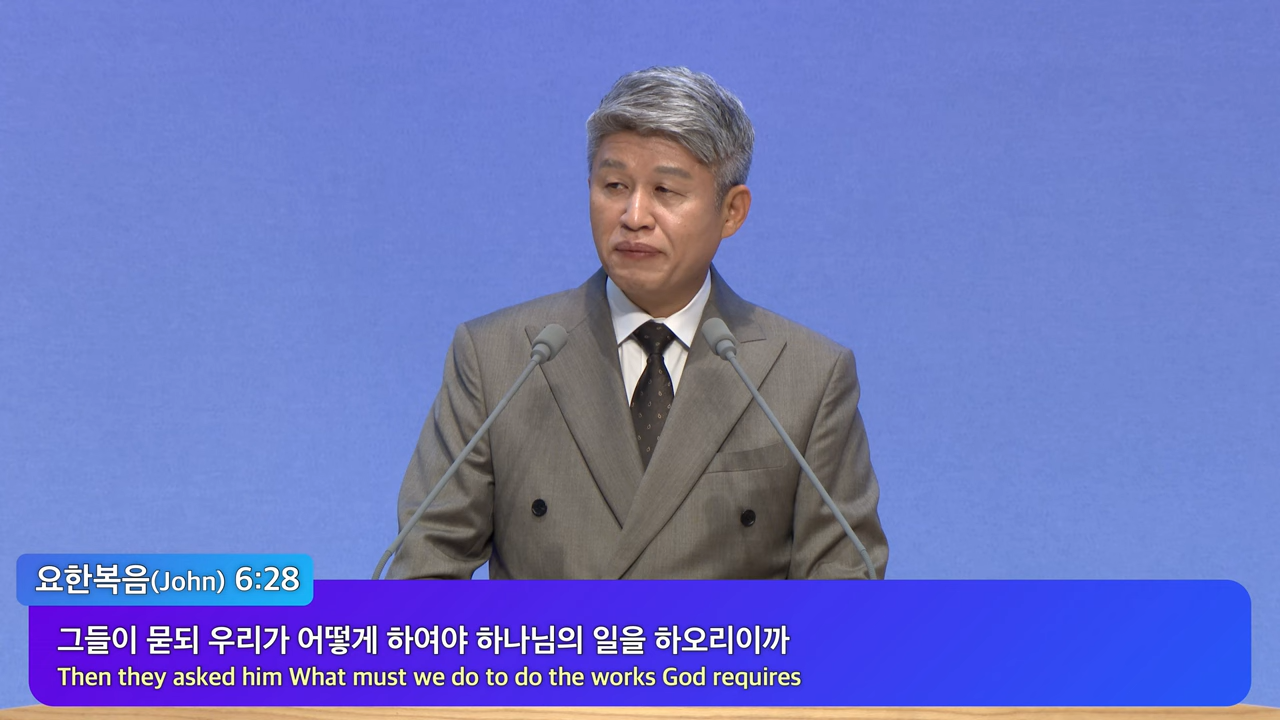 요한복음(John) 6:28
그들이 묻되 우리가 어떻게 하여야 하나님의 일을 하오리이까
Then they asked him What must we do to do the works God requires